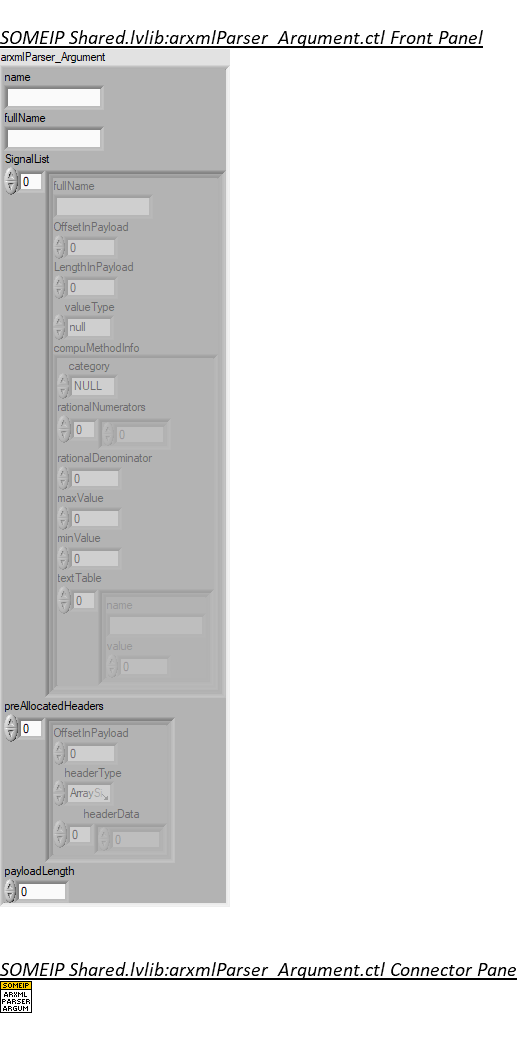 SOMEIP Shared.lvlib:arxmlParser_Argument.ctl Front Panel
arxmlParser_Argument
name
fullName
SignalList
0
fullName
OffsetInPayload
0
LengthInPayload
0
valueType
null
compuMethodInfo
category
NULL
rationalNumerators
0 0
rationalDenominator
0
maxValue
0
minValue
0
textTable
0
name
value
0
preAllocatedHeaders
0
OffsetInPayload
0
headerType
ArrayS
headerData
0 0
payloadLength
0
SOMEIP Shared.lvlib:arxmlParser_Argument.ctl Connector Pane
SOMEIP
ARXML
PARSER
ARGUM